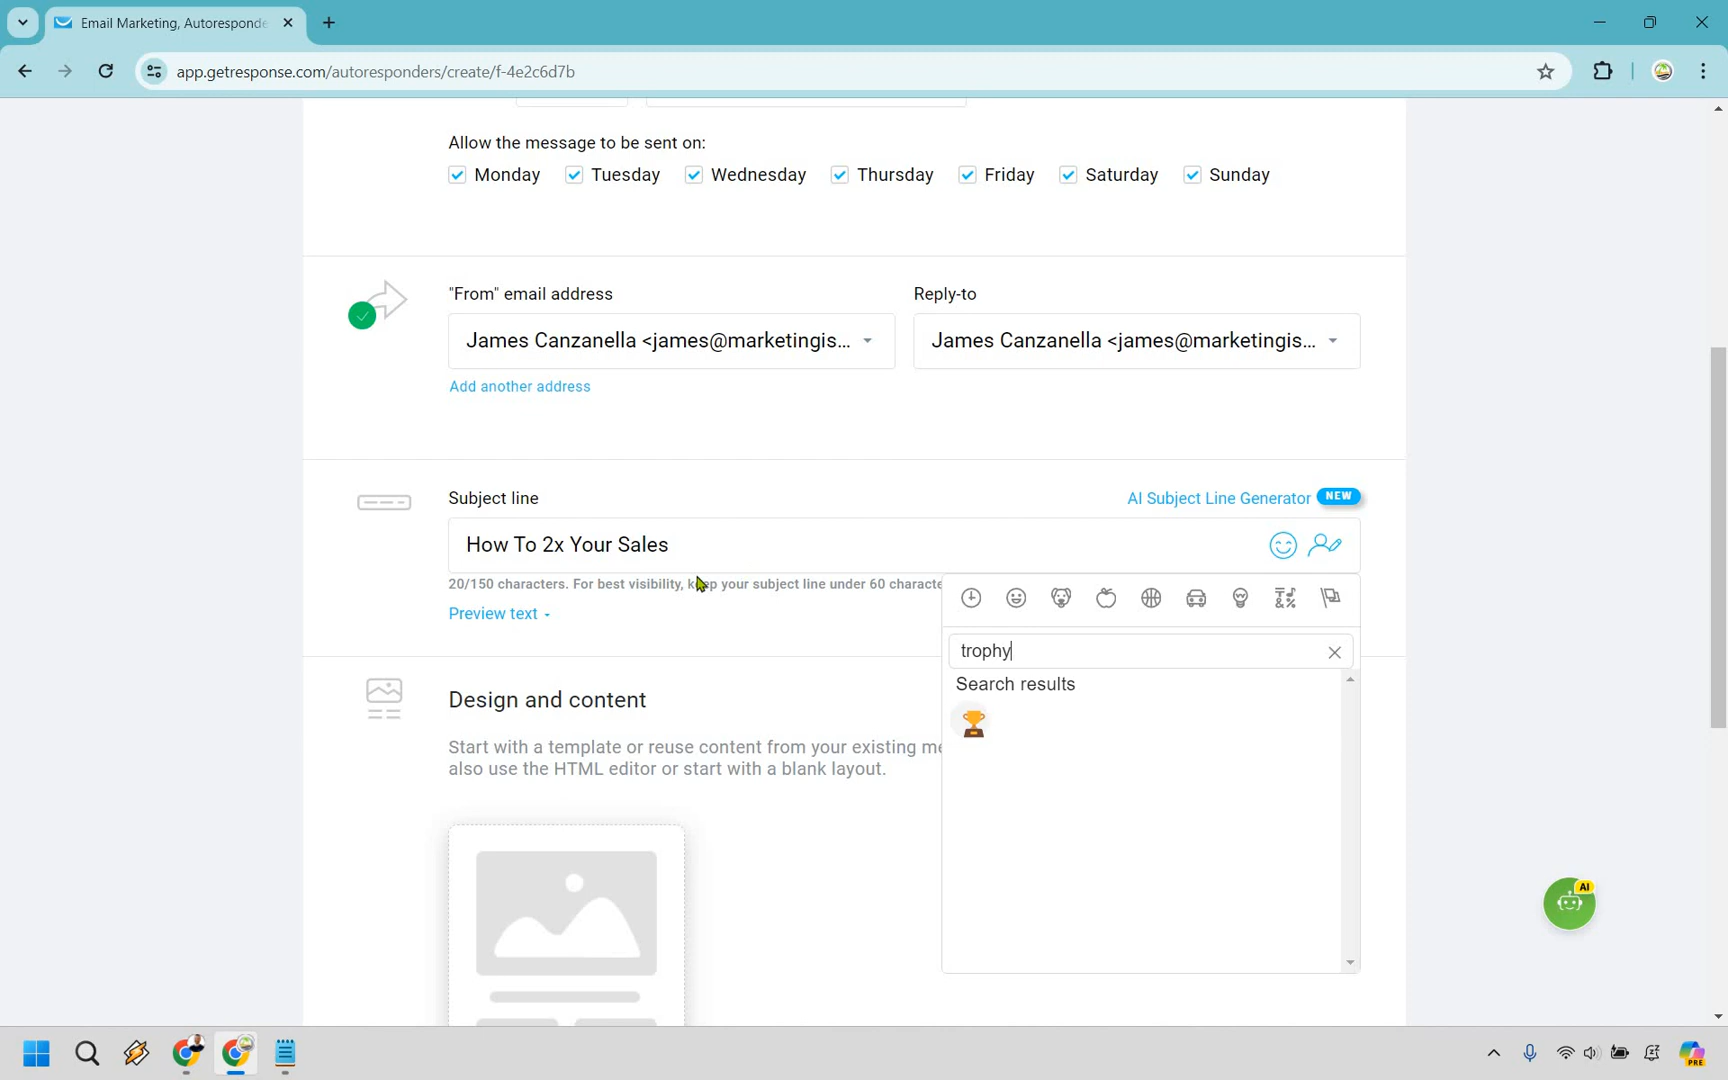 Email Marketing, Autoresponde
app.getresponse.com/autoresponders/create/f-4e2c6d7b
Allow the message to be sent on:
Monday Tuesday Wednesday Thursday Friday Saturday Sunday
"From" email address
Reply-to
James Canzanella <james@marketingis...
James Canzanella <james@marketingis...
Add another address
Subject line
AI Subject Line Generator NEW
How To 2x Your Sales
20/150 characters. For best visibility, keep your subject line under 60 characte
Preview text
trophy
Search results
Design and content
Start with a template or reuse content from your existing me
also use the HTML editor or start with a blank layout.
AI
PRE